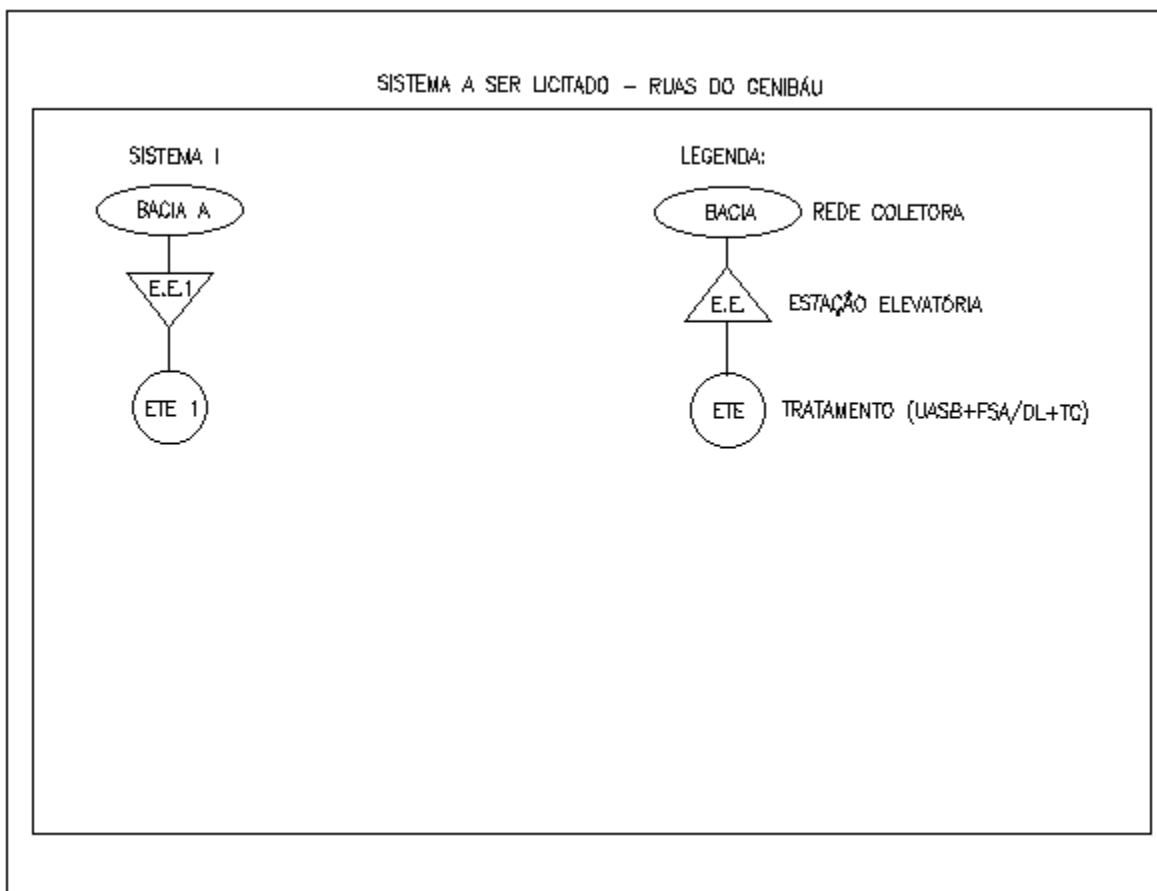 SISTEMA A SER LICITADO – RUAS DO GENIBÁU
SISTEMA I
BACIA A
E.E.1
ETE 1
LEGENDA:
BACIA REDE COLETORA
E.E. ESTAÇÃO ELEVATÓRIA
ETE TRATAMENTO (UASB+FSA/DL+TC)